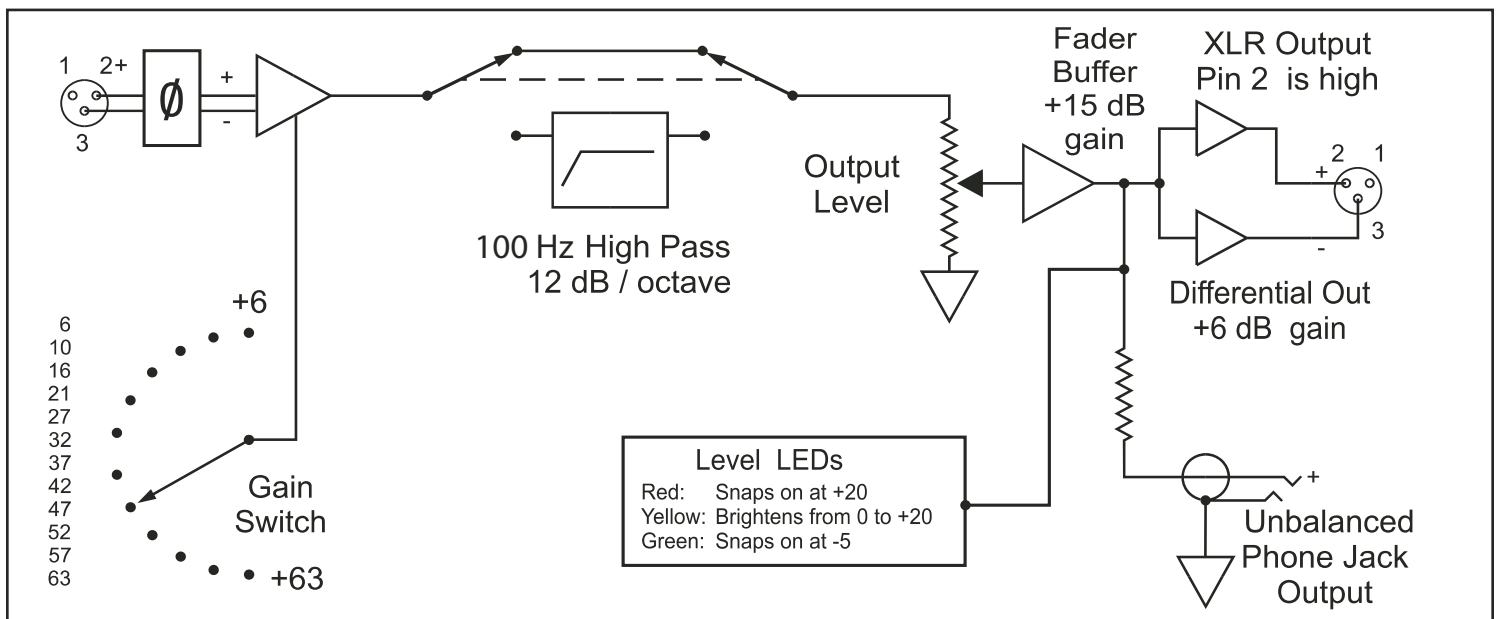 1
2+
3
Ø
+
-
100 Hz High Pass
12 dB / octave
Output
Level
Fader
Buffer
+15 dB
gain
XLR Output
Pin 2 is high
+
2
1
3
-
Differential Out
+6 dB gain
+6
6
10
16
21
27
32
37
42
47
52
57
63
+63
Gain
Switch
Level LEDs
Red: Snaps on at +20
Yellow: Brightens from 0 to +20
Green: Snaps on at -5
+
Unbalanced
Phone Jack
Output